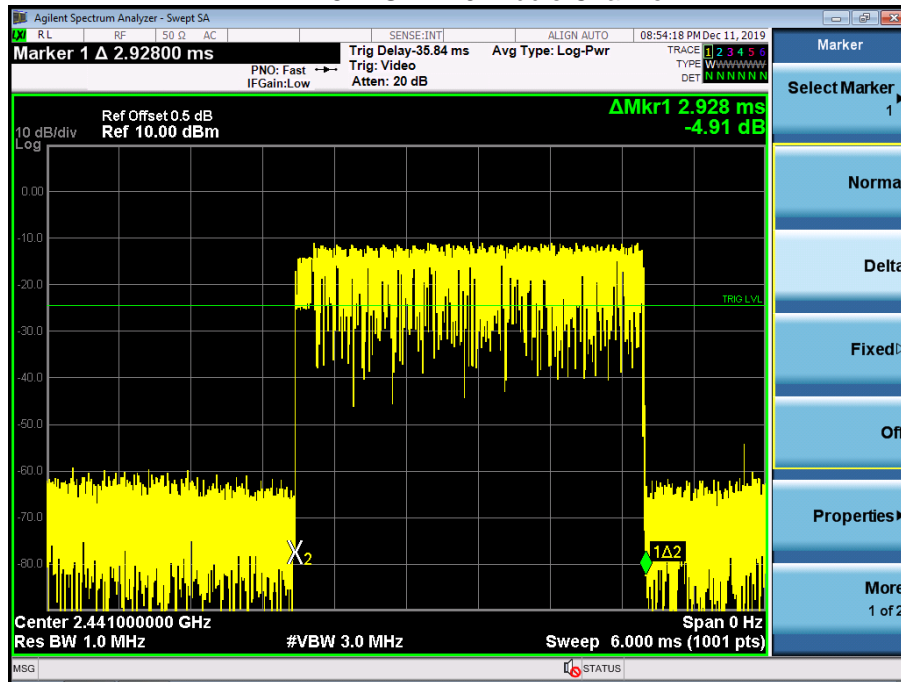 Agilent Spectrum Analyzer - Swept SA
LXI RL RF 50 Ω AC SENSE:INT ALIGN AUTO 08:54:18 PM Dec 11, 2019
Marker 1 Δ 2.92800 ms
PNO: Fast
IFGain:Low
Trig Delay-35.84 ms
Trig: Video
Atten: 20 dB
Avg Type: Log-Pwr
TRACE 1 2 3 4 5 6
TYPE WWWWWW
DET N N N N N N
ΔMkr1 2.928 ms
-4.91 dB
Ref Offset 0.5 dB
10 dB/div Ref 10.00 dBm
Log
0.00
-10.0
-20.0
TRIG LVL
-30.0
-40.0
-50.0
-60.0
-70.0
-80.0
X2
1Δ2
Center 2.441000000 GHz Span 0 Hz
Res BW 1.0 MHz #VBW 3.0 MHz Sweep 6.000 ms (1001 pts)
MSG STATUS
Marker
Select Marker
1
Norma
Delta
Fixed
Off
Properties
More
1 of 2